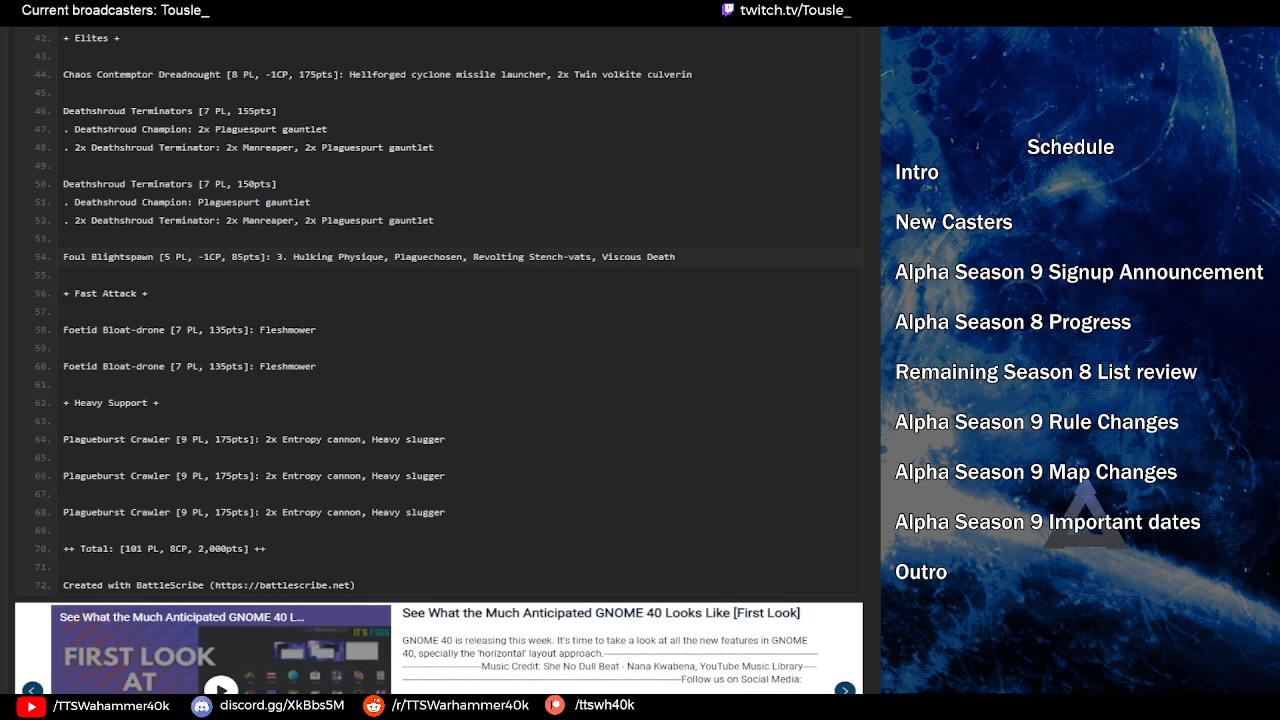 Current broadcasters: Tousle_
twitch.tv/Tousle_
42. + Elites +
43.
44. Chaos Contemptor Dreadnought [8 PL, -1CP, 175pts]: Hellforged cyclone missile launcher, 2x Twin volkite culverin
45.
46. Deathshroud Terminators [7 PL, 155pts]
47. . Deathshroud Champion: 2x Plaguespurt gauntlet
48. . 2x Deathshroud Terminator: 2x Manreaper, 2x Plaguespurt gauntlet
49.
50. Deathshroud Terminators [7 PL, 150pts]
51. . Deathshroud Champion: Plaguespurt gauntlet
52. . 2x Deathshroud Terminator: 2x Manreaper, 2x Plaguespurt gauntlet
53.
54. Foul Blightspawn [5 PL, -1CP, 85pts]: 3. Hulking Physique, Plaguechosen, Revolting Stench-vats, Viscous Death
55.
56. + Fast Attack +
57.
58. Foetid Bloat-drone [7 PL, 135pts]: Fleshmower
59.
60. Foetid Bloat-drone [7 PL, 135pts]: Fleshmower
61.
62. + Heavy Support +
63.
64. Plagueburst Crawler [9 PL, 175pts]: 2x Entropy cannon, Heavy slugger
65.
66. Plagueburst Crawler [9 PL, 175pts]: 2x Entropy cannon, Heavy slugger
67.
68. Plagueburst Crawler [9 PL, 175pts]: 2x Entropy cannon, Heavy slugger
69.
70. ++ Total: [101 PL, 8CP, 2,000pts] ++
71.
72. Created with BattleScribe (https://battlescribe.net)
Schedule
Intro
New Casters
Alpha Season 9 Signup Announcement
Alpha Season 8 Progress
Remaining Season 8 List review
Alpha Season 9 Rule Changes
Alpha Season 9 Map Changes
Alpha Season 9 Important dates
Outro
See What the Much Anticipated GNOME 40 L...
IT'S FOSS
FIRST LOOK
AT
See What the Much Anticipated GNOME 40 Looks Like [First Look]
GNOME 40 is releasing this week. It's time to take a look at all the new features in GNOME
40, specially the 'horizontal' layout approach.----------------------------------------------
-----------------------Music Credit: She No Dull Beat - Nana Kwabena, YouTube Music Library----
----------------------------------------------------------------Follow us on Social Media:
/TTSWahammer40k
discord.gg/XkBbs5M
/r/TTSWarhammer40k
/ttswh40k